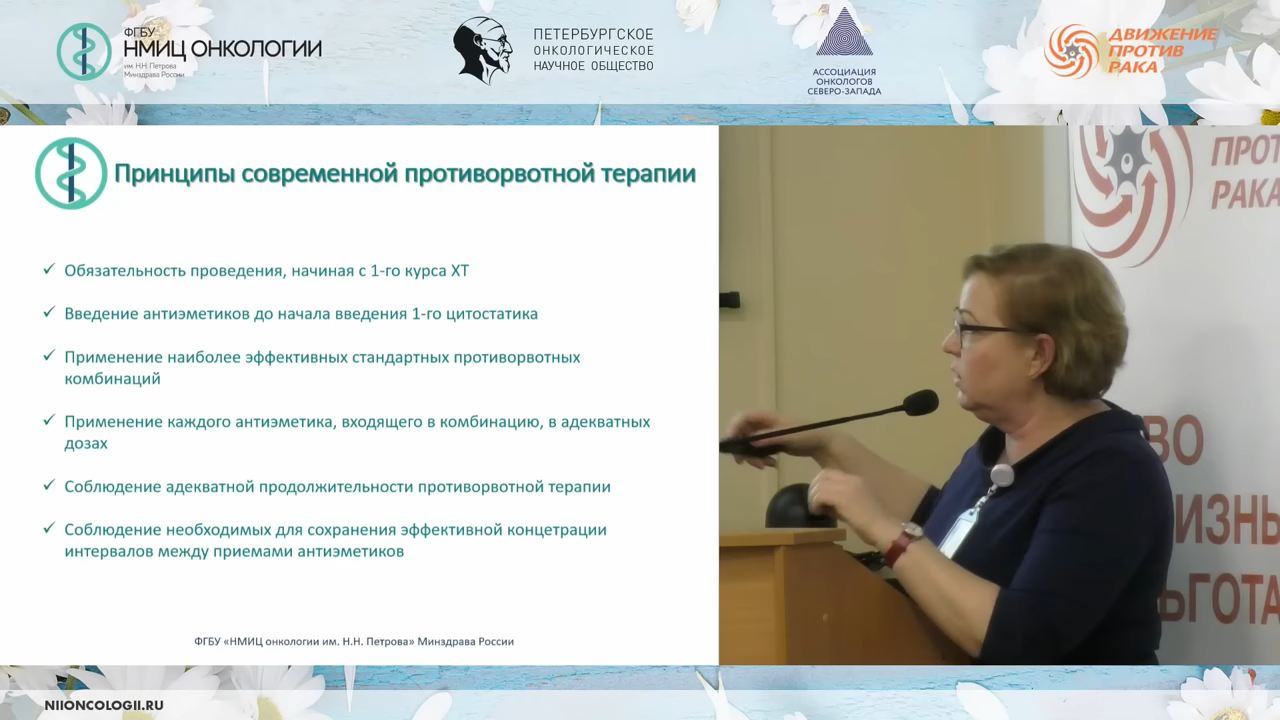 ФГБУ
НМИЦ ОНКОЛОГИИ
им. Н.Н. Петрова
Минздрава России
ПЕТЕРБУРГСКОЕ
ОНКОЛОГИЧЕСКОЕ
НАУЧНОЕ ОБЩЕСТВО
АССОЦИАЦИЯ
ОНКОЛОГОВ
СЕВЕРО-ЗАПАДА
ДВИЖЕНИЕ
ПРОТИВ
РАКА
Принципы современной противорвотной терапии
Обязательность проведения, начиная с 1-го курса ХТ
Введение антиэметиков до начала введения 1-го цитостатика
Применение наиболее эффективных стандартных противорвотных
комбинаций
Применение каждого антиэметика, входящего в комбинацию, в адекватных
дозах
Соблюдение адекватной продолжительности противорвотной терапии
Соблюдение необходимых для сохранения эффективной концетрации
интервалов между приемами антиэметиков
ФГБУ «НМИЦ онкологии им. Н.Н. Петрова» Минздрава России
ПРОТ
РАКА
ВО
ИЗНЬ
ЬГОТА
NIIONCOLOGII.RU